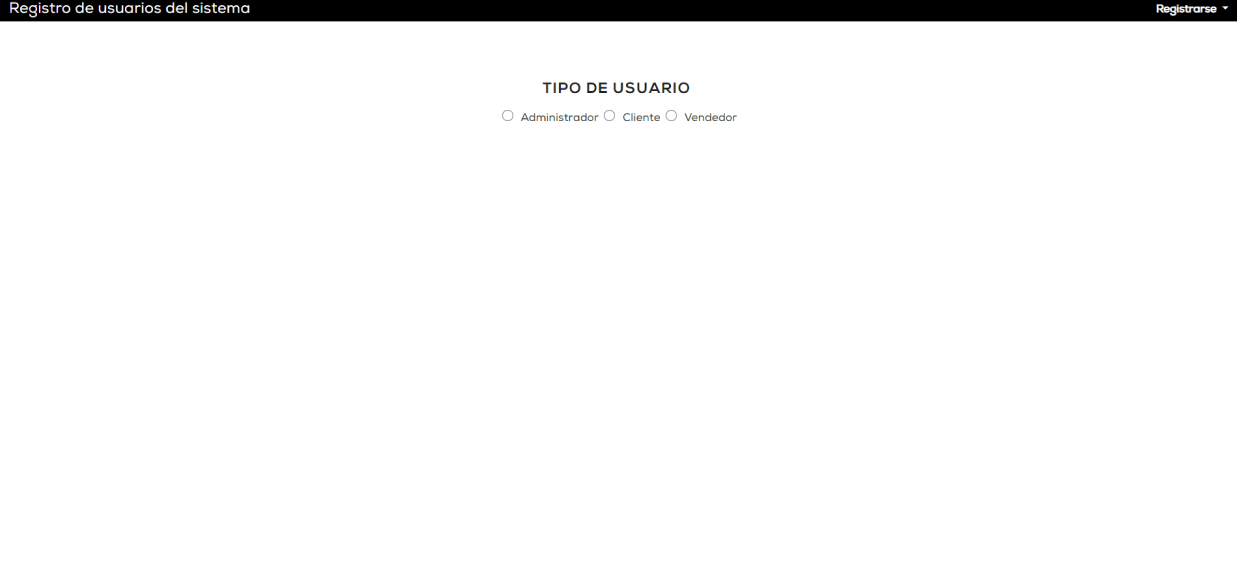 Registro de usuarios del sistema
Registrarse
TIPO DE USUARIO
Administrador Cliente Vendedor